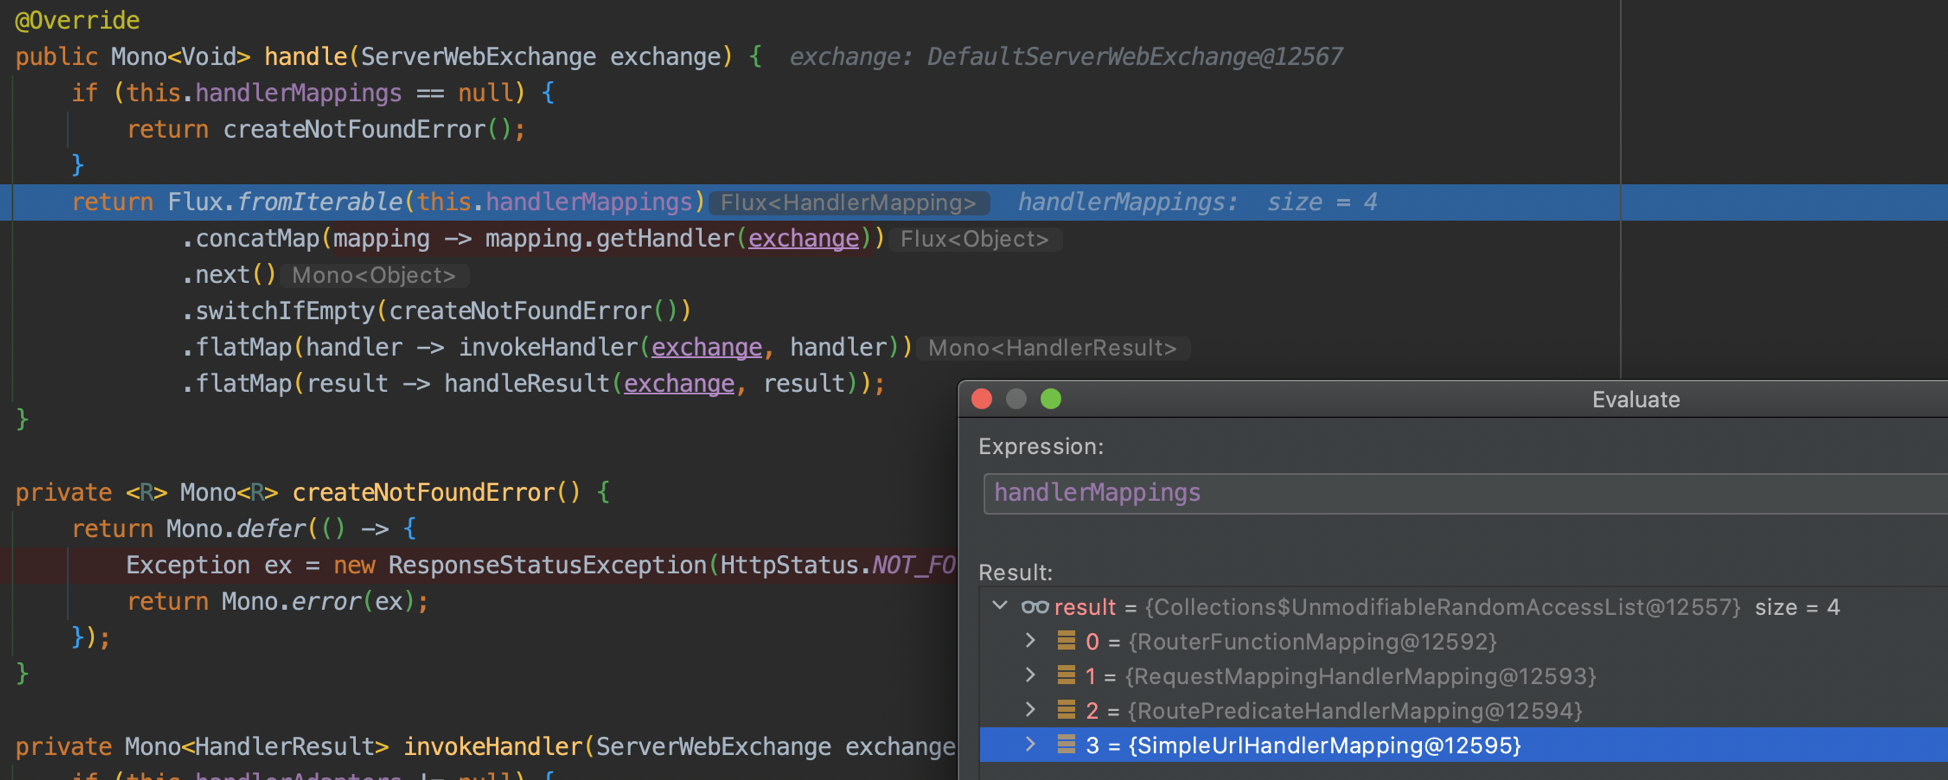 @Override
public Mono<Void> handle(ServerWebExchange exchange) {  exchange: DefaultServerWebExchange@12567
if (this.handlerMappings == null) {
return createNotFoundError();
}
return Flux.fromIterable(this.handlerMappings) Flux<HandlerMapping>  handlerMappings:  size = 4
.concatMap(mapping -> mapping.getHandler(exchange)) Flux<Object>
.next() Mono<Object>
.switchIfEmpty(createNotFoundError())
.flatMap(handler -> invokeHandler(exchange, handler)) Mono<HandlerResult>
.flatMap(result -> handleResult(exchange, result));
}
private <R> Mono<R> createNotFoundError() {
return Mono.defer(() -> {
Exception ex = new ResponseStatusException(HttpStatus.NOT_FO
return Mono.error(ex);
});
}
private Mono<HandlerResult> invokeHandler(ServerWebExchange exchange
if (this.handlerAdapters != null) {
Evaluate
Expression:
handlerMappings
Result:
result = {Collections$UnmodifiableRandomAccessList@12557}  size = 4
0 = {RouterFunctionMapping@12592}
1 = {RequestMappingHandlerMapping@12593}
2 = {RoutePredicateHandlerMapping@12594}
3 = {SimpleUrlHandlerMapping@12595}